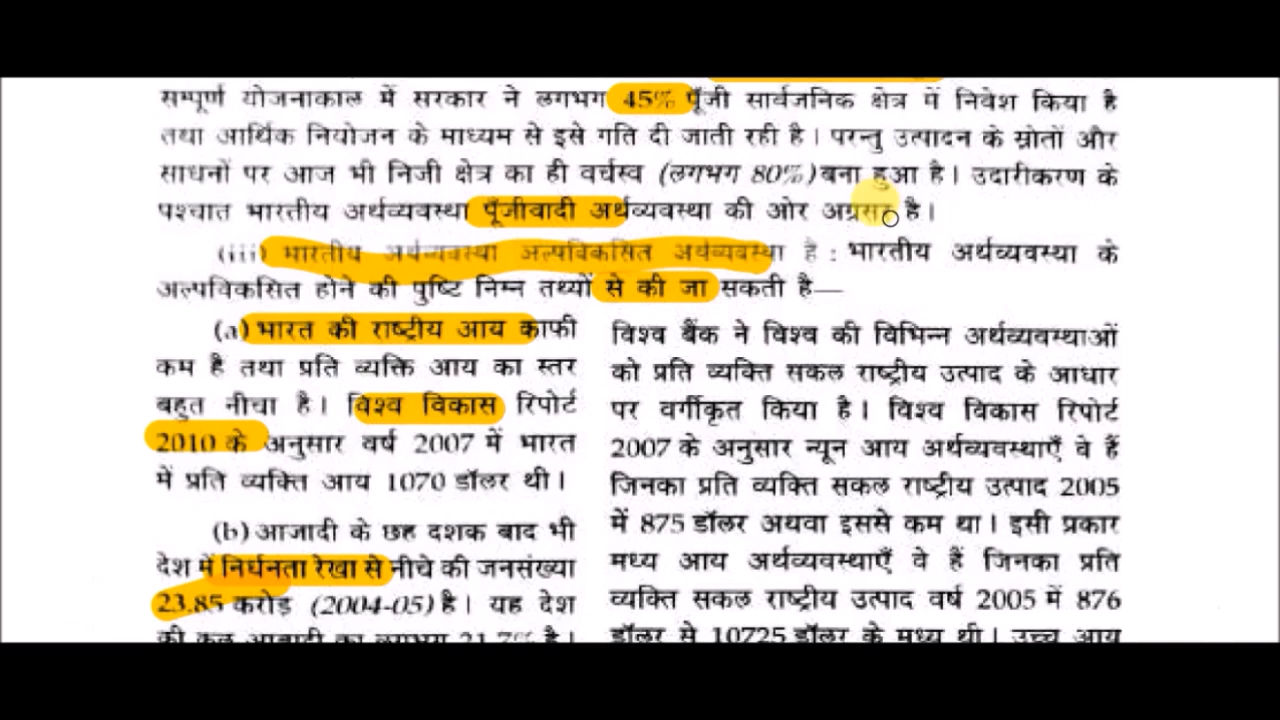 सम्पूर्ण योजनाकाल में सरकार ने लगभग 45% पूँजी सार्वजनिक क्षेत्र में निवेश किया है
तथा आर्थिक नियोजन के माध्यम से इसे गति दी जाती रही है। परन्तु उत्पादन के स्रोतों और
साधनों पर आज भी निजी क्षेत्र का ही वर्चस्व (लगभग 80%) बना हुआ है। उदारीकरण के
पश्चात भारतीय अर्थव्यवस्था पूँजीवादी अर्थव्यवस्था की ओर अग्रसर है।
(iii) भारतीय अर्थव्यवस्था अल्पविकसित अर्थव्यवस्था है : भारतीय अर्थव्यवस्था के
अल्पविकसित होने की पुष्टि निम्न तथ्यों से की जा सकती है—
(a) भारत की राष्ट्रीय आय काफी
कम है तथा प्रति व्यक्ति आय का स्तर
बहुत नीचा है। विश्व विकास रिपोर्ट
2010 के अनुसार वर्ष 2007 में भारत
में प्रति व्यक्ति आय 1070 डॉलर थी।
(b) आजादी के छह दशक बाद भी
देश में निर्धनता रेखा से नीचे की जनसंख्या
23.85 करोड़ (2004-05) है। यह देश
की कुल आबादी का लगभग 21.7% है।
विश्व बैंक ने विश्व की विभिन्न अर्थव्यवस्थाओं
को प्रति व्यक्ति सकल राष्ट्रीय उत्पाद के आधार
पर वर्गीकृत किया है। विश्व विकास रिपोर्ट
2007 के अनुसार न्यून आय अर्थव्यवस्थाएँ वे हैं
जिनका प्रति व्यक्ति सकल राष्ट्रीय उत्पाद 2005
में 875 डॉलर अथवा इससे कम था। इसी प्रकार
मध्य आय अर्थव्यवस्थाएँ वे हैं जिनका प्रति
व्यक्ति सकल राष्ट्रीय उत्पाद वर्ष 2005 में 876
डॉलर से 10725 डॉलर के मध्य थी। उच्च आय